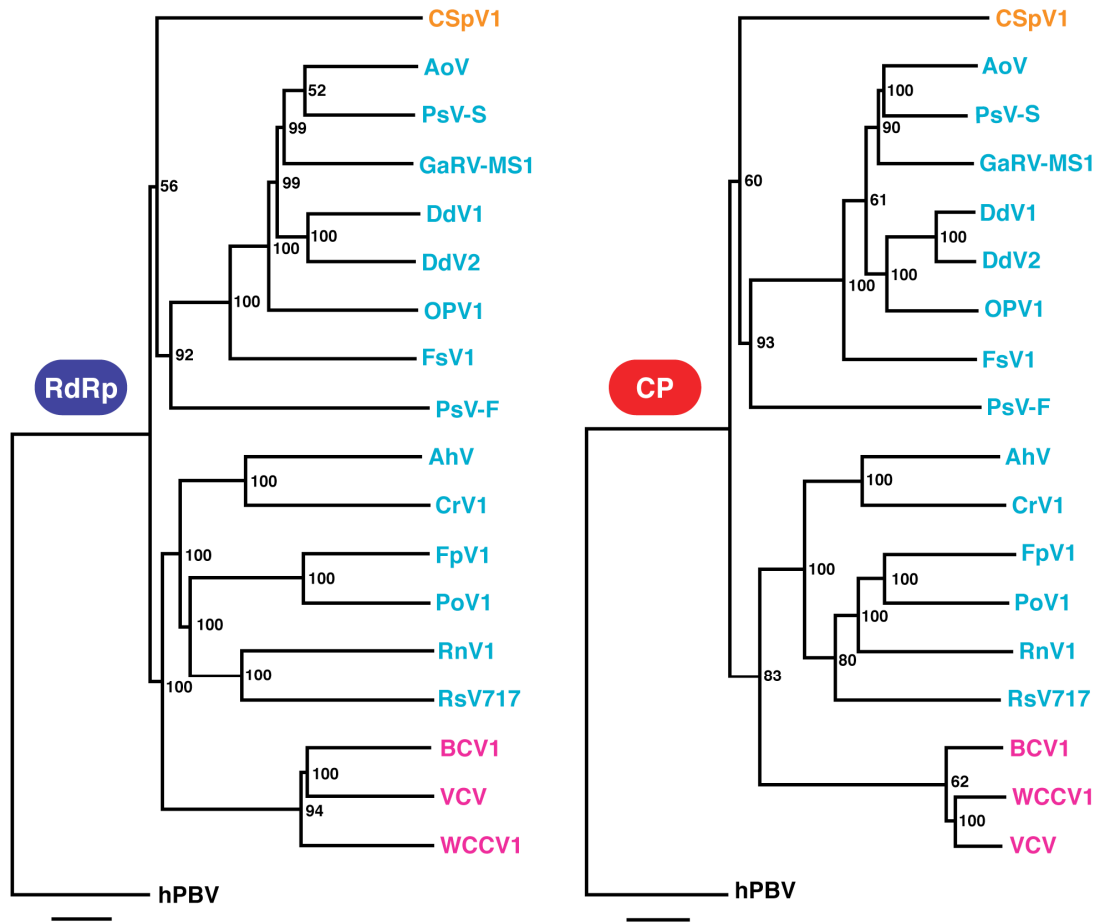 CSpV1
AoV
52
PsV-S
99
GaRV-MS1
99
56
DdV1
100
100
DdV2
100
OPV1
92
FsV1
RdRp
PsV-F
AhV
100
CrV1
100
FpV1
100
PoV1
100
RnV1
100
100
RsV717
BCV1
100
VCV
94
WCCV1
hPBV
CSpV1
AoV
100
PsV-S
90
GaRV-MS1
60
61
DdV1
100
DdV2
100
100
OPV1
93
FsV1
CP
PsV-F
AhV
100
CrV1
FpV1
100
100
PoV1
100
RnV1
80
83
RsV717
BCV1
62
WCCV1
100
VCV
hPBV